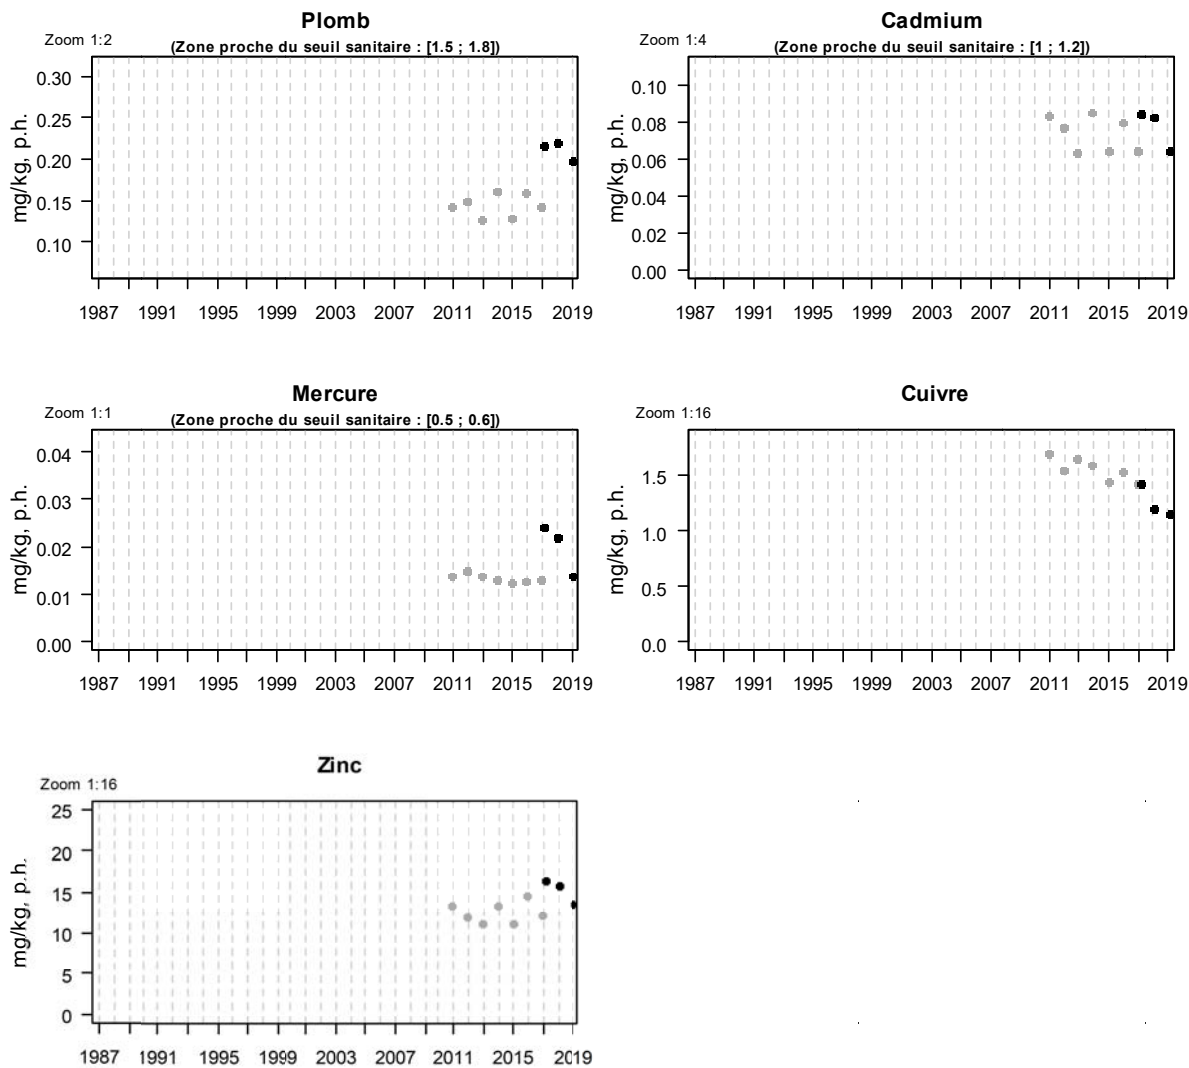 Plomb
Zoom 1:2
(Zone proche du seuil sanitaire : [1.5 ; 1.8])
mg/kg, p.h.
0.30
0.25
0.20
0.15
0.10
1987 1991 1995 1999 2003 2007 2011 2015 2019
Cadmium
Zoom 1:4
(Zone proche du seuil sanitaire : [1 ; 1.2])
mg/kg, p.h.
0.10
0.08
0.06
0.04
0.02
0.00
1987 1991 1995 1999 2003 2007 2011 2015 2019
Mercure
Zoom 1:1
(Zone proche du seuil sanitaire : [0.5 ; 0.6])
mg/kg, p.h.
0.04
0.03
0.02
0.01
0.00
1987 1991 1995 1999 2003 2007 2011 2015 2019
Cuivre
Zoom 1:16
mg/kg, p.h.
1.5
1.0
0.5
0.0
1987 1991 1995 1999 2003 2007 2011 2015 2019
Zinc
Zoom 1:16
mg/kg, p.h.
25
20
15
10
5
0
1987 1991 1995 1999 2003 2007 2011 2015 2019